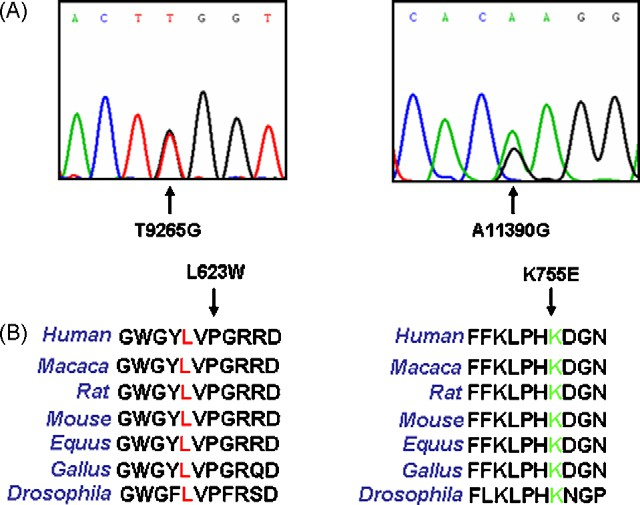 (A)
A C T T G G T
C A C A A G G
T9265G
A11390G
L623W
K755E
(B)
Human GWGYLVPGRRD
Macaca GWGYLVPGRRD
Rat GWGYLVPGRRD
Mouse GWGYLVPGRRD
Equus GWGYLVPGRRD
Gallus GWGYLVPGRQD
Drosophila GWGFLVPFRSD
Human FFKLPHKDGN
Macaca FFKLPHKDGN
Rat FFKLPHKDGN
Mouse FFKLPHKDGN
Equus FFKLPHKDGN
Gallus FFKLPHKDGN
Drosophila FLKLPHKNGP